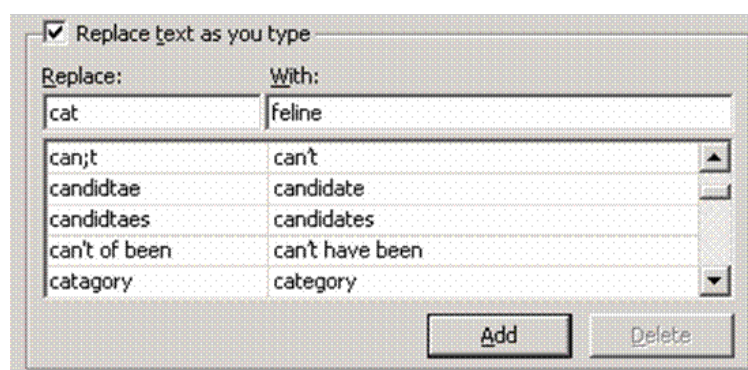 Replace text as you type
Replace: With:
cat feline
can;t can't
candidtae candidate
candidtaes candidates
can't of been can't have been
catagory category
Add Delete